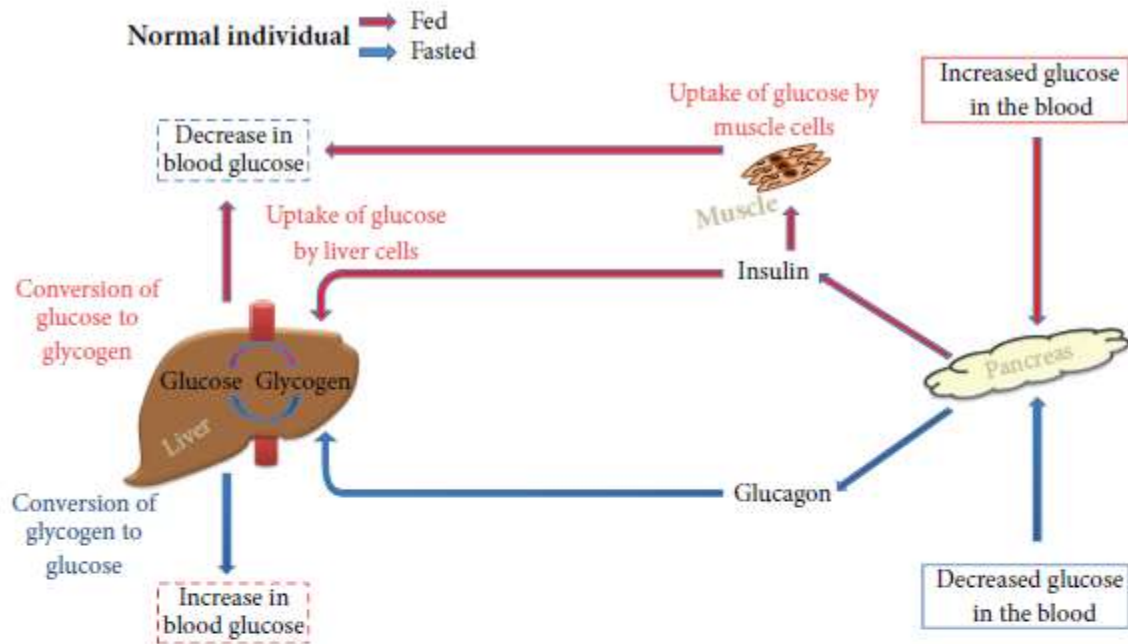 Normal individual
Fed
Fasted
Increased glucose
in the blood
Uptake of glucose by
muscle cells
Decrease in
blood glucose
Muscle
Uptake of glucose
by liver cells
Insulin
Conversion of
glucose to
glycogen
Pancreas
Glucose Glycogen
Liver
Glucagon
Conversion of
glycogen to
glucose
Decreased glucose
in the blood
Increase in
blood glucose